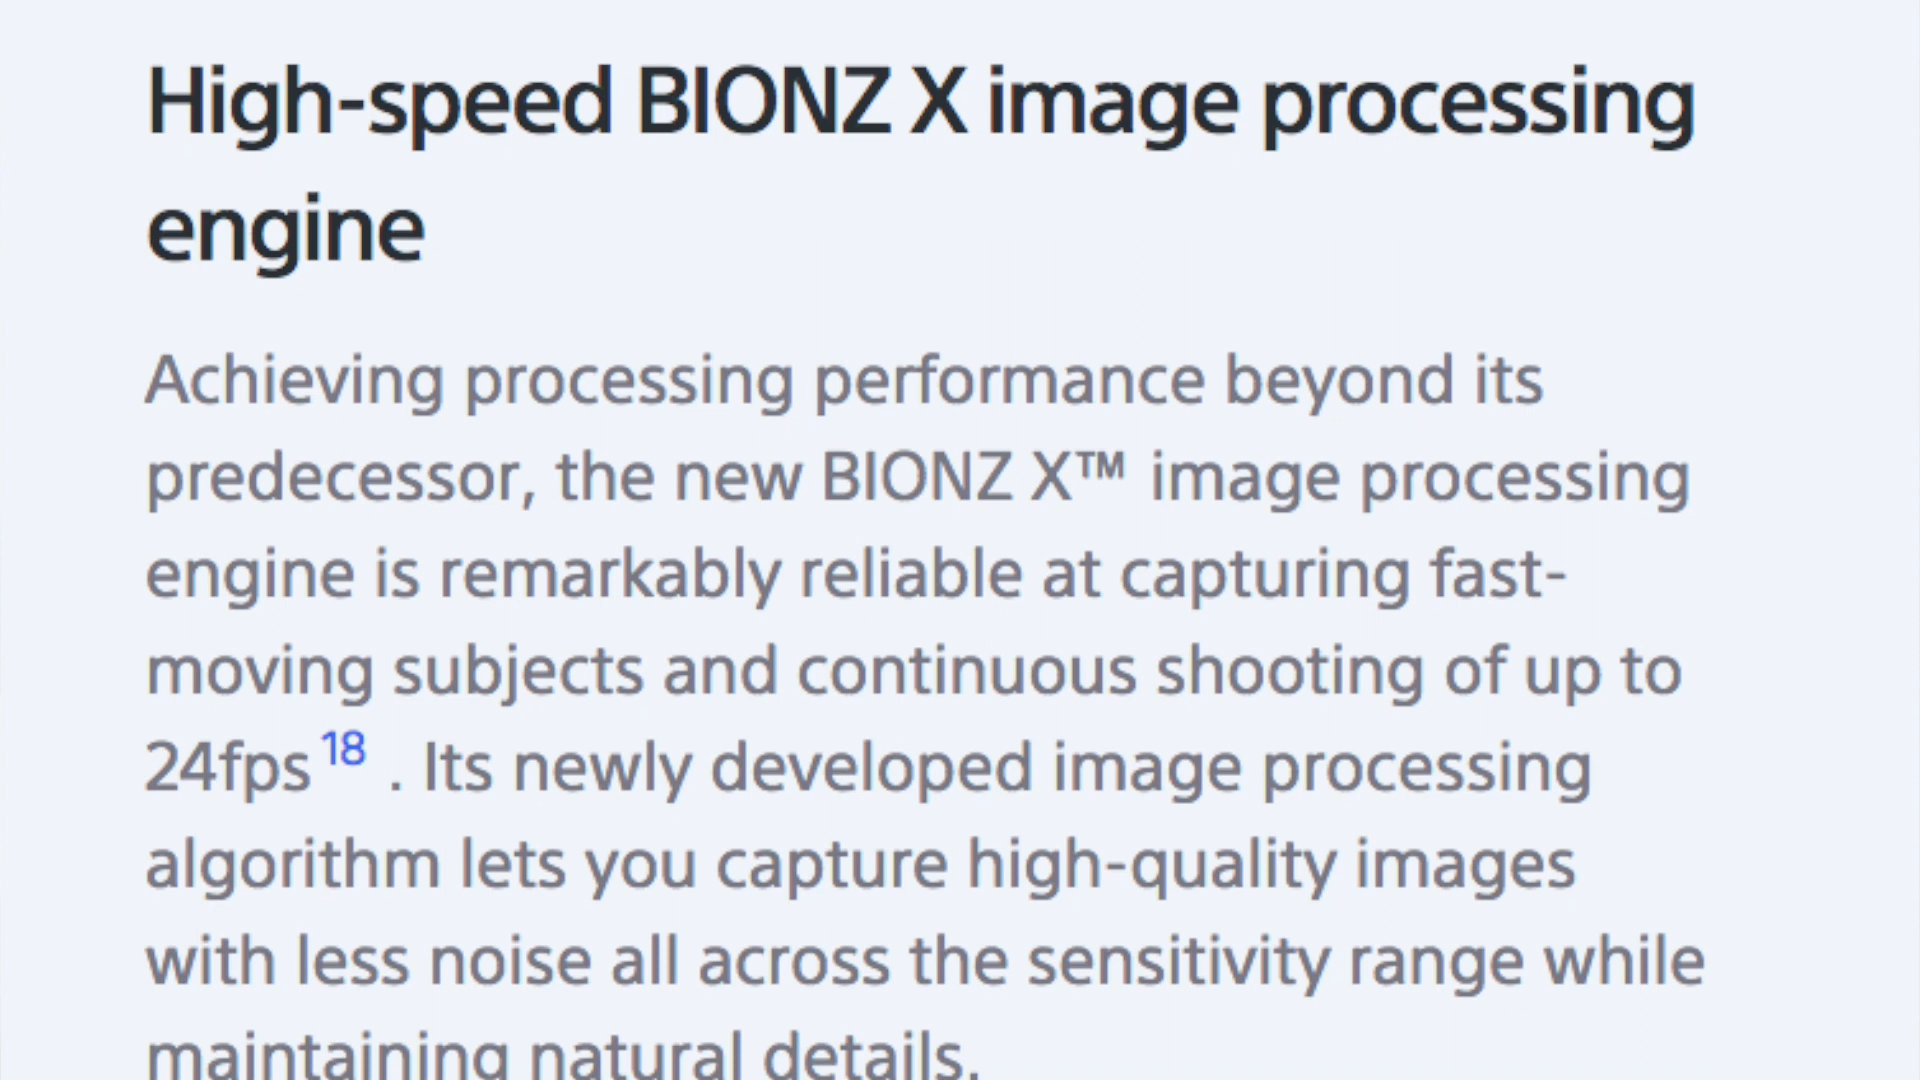 High-speed BIONZ X image processing
engine
Achieving processing performance beyond its
predecessor, the new BIONZ X™ image processing
engine is remarkably reliable at capturing fast-
moving subjects and continuous shooting of up to
24fps 18 . Its newly developed image processing
algorithm lets you capture high-quality images
with less noise all across the sensitivity range while
maintaining natural details.